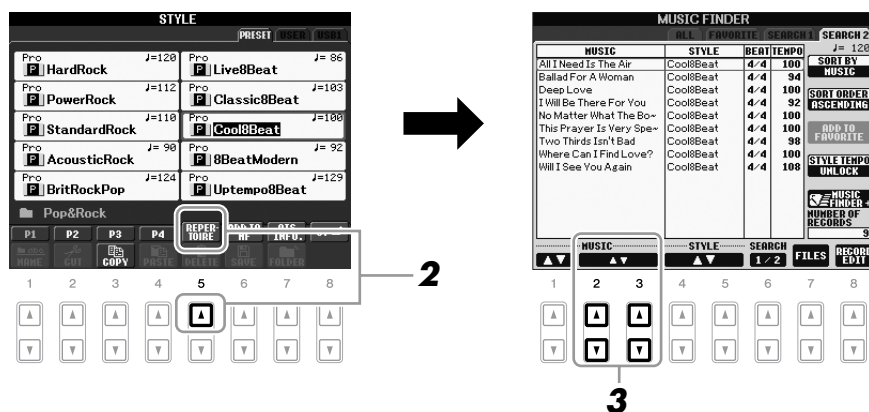 STYLE
PRESET USER USB1
Pro ♩=120
P HardRock
Pro ♩= 86
P Live8Beat
Pro ♩=112
P PowerRock
Pro ♩=103
P Classic8Beat
Pro ♩=110
P StandardRock
Pro ♩=100
P Cool8Beat
Pro ♩= 90
P AcousticRock
Pro ♩= 92
P 8BeatModern
Pro ♩=124
P BritRockPop
Pro ♩=129
P Uptempo8Beat
Pop&Rock
P1 P2 P3 P4 REPER-TOIRE ADD TO MF INFO.
NAME CUT COPY PASTE DELETE SAVE FOLDER
1 2 3 4 5 6 7 8
2
MUSIC FINDER
ALL FAVORITE SEARCH 1 SEARCH 2
♩= 120
MUSIC STYLE BEAT TEMPO
All I Need Is The Air Cool8Beat 4/4 100
Ballad For A Woman Cool8Beat 4/4 94
Deep Love Cool8Beat 4/4 100
I Will Be There For You Cool8Beat 4/4 92
No Matter What The Bo~ Cool8Beat 4/4 100
This Prayer Is Very Spe~ Cool8Beat 4/4 100
Two Thirds Isn't Bad Cool8Beat 4/4 98
Where Can I Find Love? Cool8Beat 4/4 100
Will I See You Again Cool8Beat 4/4 108
SORT BY
MUSIC
SORT ORDER
ASCENDING
ADD TO
FAVORITE
STYLE TEMPO
UNLOCK
MUSIC
FINDER +
NUMBER OF
RECORDS
9
MUSIC STYLE SEARCH
1/2 FILES RECORD EDIT
1 2 3 4 5 6 7 8
3